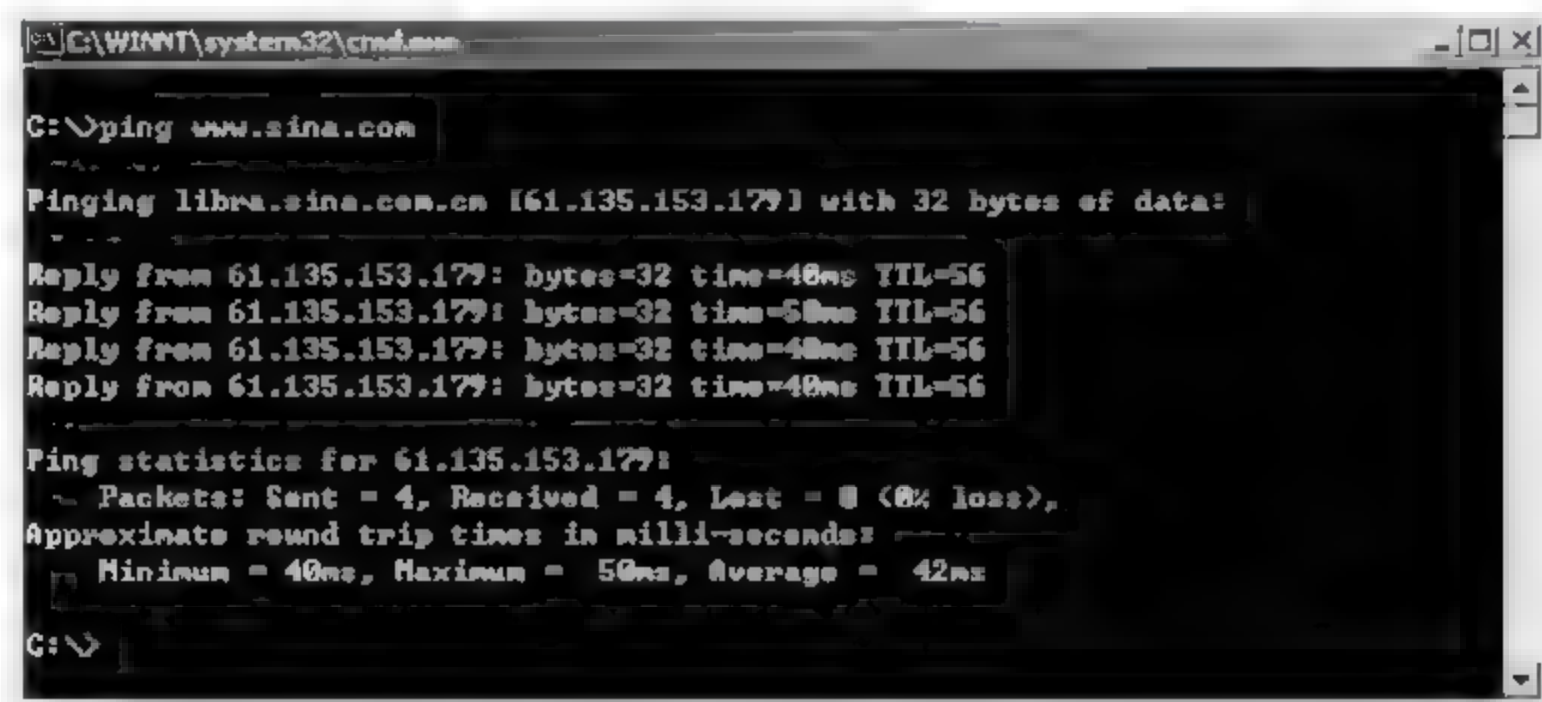 C:\WINNT\system32\cmd.exe
C:\>ping www.sina.com
Pinging libra.sina.com.cn [61.135.153.179] with 32 bytes of data:
Reply from 61.135.153.179: bytes=32 time=40ms TTL=56
Reply from 61.135.153.179: bytes=32 time=50ms TTL=56
Reply from 61.135.153.179: bytes=32 time=40ms TTL=56
Reply from 61.135.153.179: bytes=32 time=40ms TTL=56
Ping statistics for 61.135.153.179:
Packets: Sent = 4, Received = 4, Lost = 0 (0% loss),
Approximate round trip times in milli-seconds:
Minimum = 40ms, Maximum = 50ms, Average = 42ms
C:\>